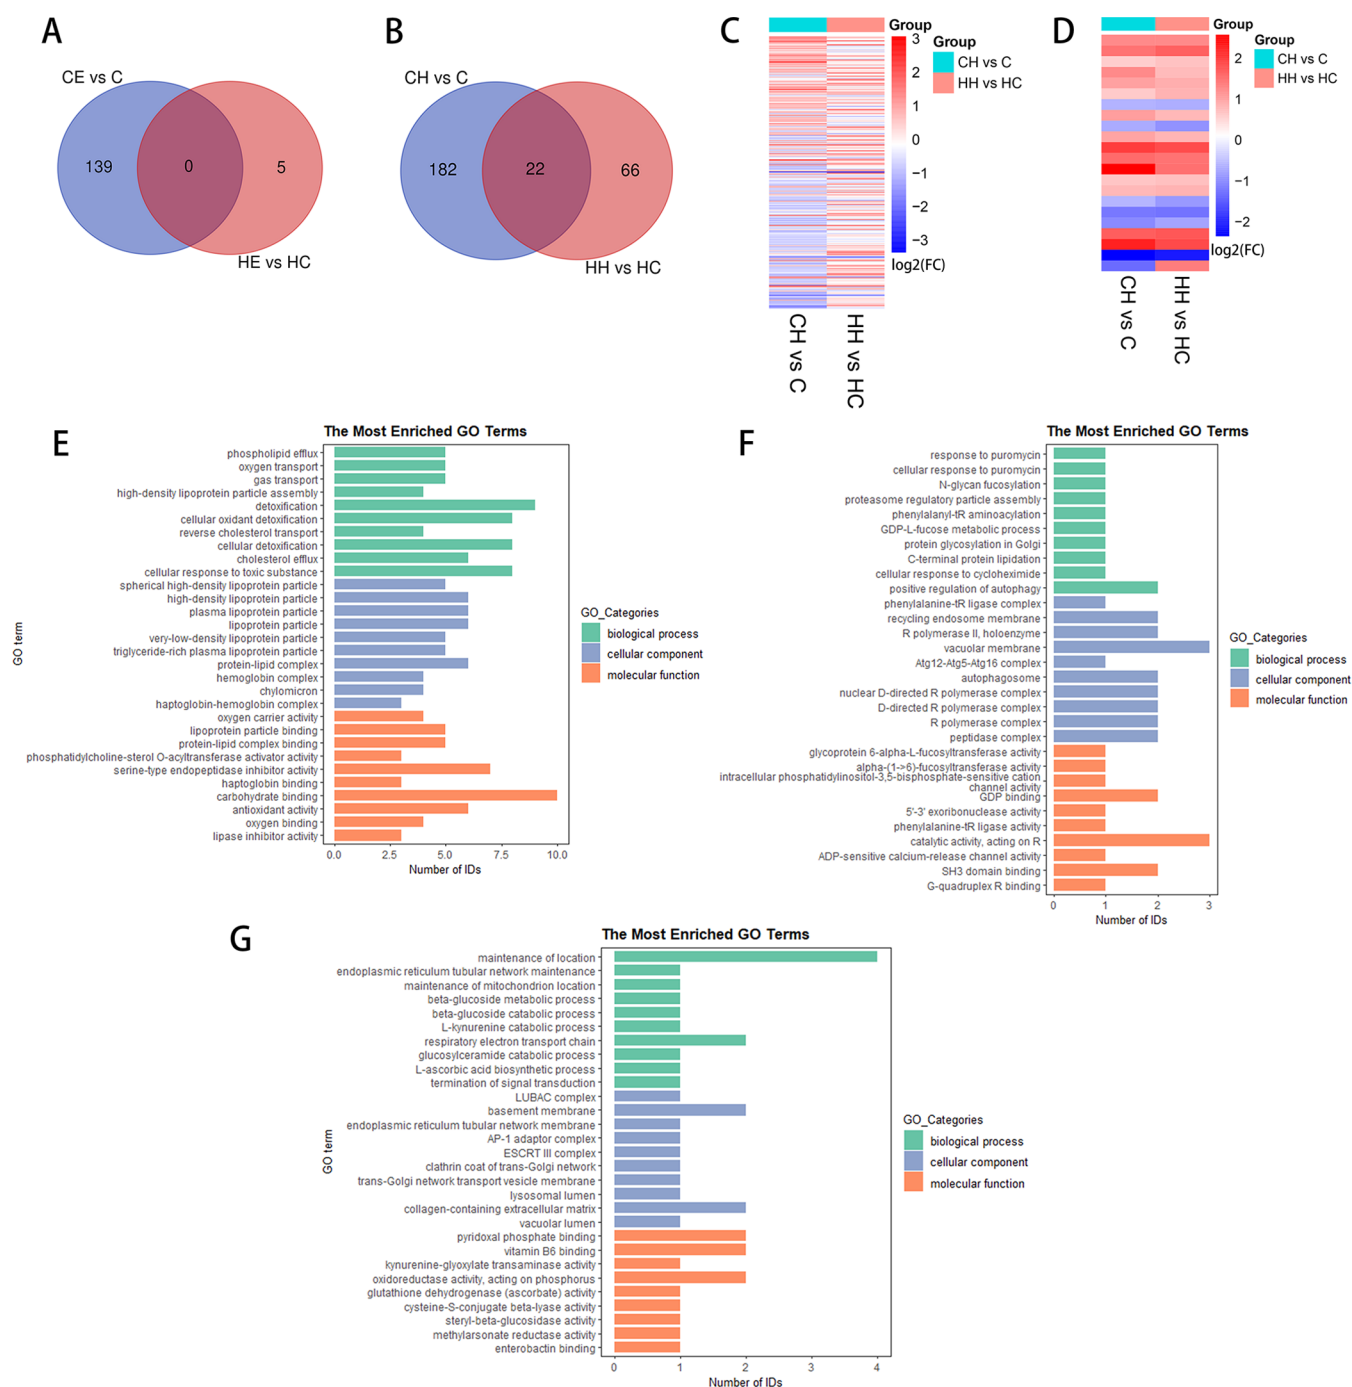 A
CE vs C
139
0
5
HE vs HC
B
CH vs C
182
22
66
HH vs HC
C
Group
3
2
1
0
−1
−2
−3
log2(FC)
Group
CH vs C
HH vs HC
CH vs C
HH vs HC
D
Group
2
1
0
−1
−2
log2(FC)
Group
CH vs C
HH vs HC
CH vs C
HH vs HC
E
The Most Enriched GO Terms
GO term
phospholipid efflux
oxygen transport
gas transport
high-density lipoprotein particle assembly
detoxification
cellular oxidant detoxification
reverse cholesterol transport
cellular detoxification
cholesterol efflux
cellular response to toxic substance
spherical high-density lipoprotein particle
high-density lipoprotein particle
plasma lipoprotein particle
lipoprotein particle
very-low-density lipoprotein particle
triglyceride-rich plasma lipoprotein particle
protein-lipid complex
hemoglobin complex
chylomicron
haptoglobin-hemoglobin complex
oxygen carrier activity
lipoprotein particle binding
protein-lipid complex binding
phosphatidylcholine-sterol O-acyltransferase activator activity
serine-type endopeptidase inhibitor activity
haptoglobin binding
carbohydrate binding
antioxidant activity
oxygen binding
lipase inhibitor activity
0.0 2.5 5.0 7.5 10.0
Number of IDs
GO_Categories
biological process
cellular component
molecular function
F
The Most Enriched GO Terms
response to puromycin
cellular response to puromycin
N-glycan fucosylation
proteasome regulatory particle assembly
phenylalanyl-tR aminoacylation
GDP-L-fucose metabolic process
protein glycosylation in Golgi
C-terminal protein lipidation
cellular response to cycloheximide
positive regulation of autophagy
phenylalanine-tR ligase complex
recycling endosome membrane
R polymerase II, holoenzyme
vacuolar membrane
Atg12-Atg5-Atg16 complex
autophagosome
nuclear D-directed R polymerase complex
D-directed R polymerase complex
R polymerase complex
peptidase complex
glycoprotein 6-alpha-L-fucosyltransferase activity
alpha-(1->6)-fucosyltransferase activity
intracellular phosphatidylinositol-3,5-bisphosphate-sensitive cation
channel activity
GDP binding
5'-3' exoribonuclease activity
phenylalanine-tR ligase activity
catalytic activity, acting on R
ADP-sensitive calcium-release channel activity
SH3 domain binding
G-quadruplex R binding
0 1 2 3
Number of IDs
GO_Categories
biological process
cellular component
molecular function
G
The Most Enriched GO Terms
GO term
maintenance of location
endoplasmic reticulum tubular network maintenance
maintenance of mitochondrion location
beta-glucoside metabolic process
beta-glucoside catabolic process
L-kynurenine catabolic process
respiratory electron transport chain
glucosylceramide catabolic process
L-ascorbic acid biosynthetic process
termination of signal transduction
LUBAC complex
basement membrane
endoplasmic reticulum tubular network membrane
AP-1 adaptor complex
ESCRT III complex
clathrin coat of trans-Golgi network
trans-Golgi network transport vesicle membrane
lysosomal lumen
collagen-containing extracellular matrix
vacuolar lumen
pyridoxal phosphate binding
vitamin B6 binding
kynurenine-glyoxylate transaminase activity
oxidoreductase activity, acting on phosphorus
glutathione dehydrogenase (ascorbate) activity
cysteine-S-conjugate beta-lyase activity
steryl-beta-glucosidase activity
methylarsonate reductase activity
enterobactin binding
0 1 2 3 4
Number of IDs
GO_Categories
biological process
cellular component
molecular function